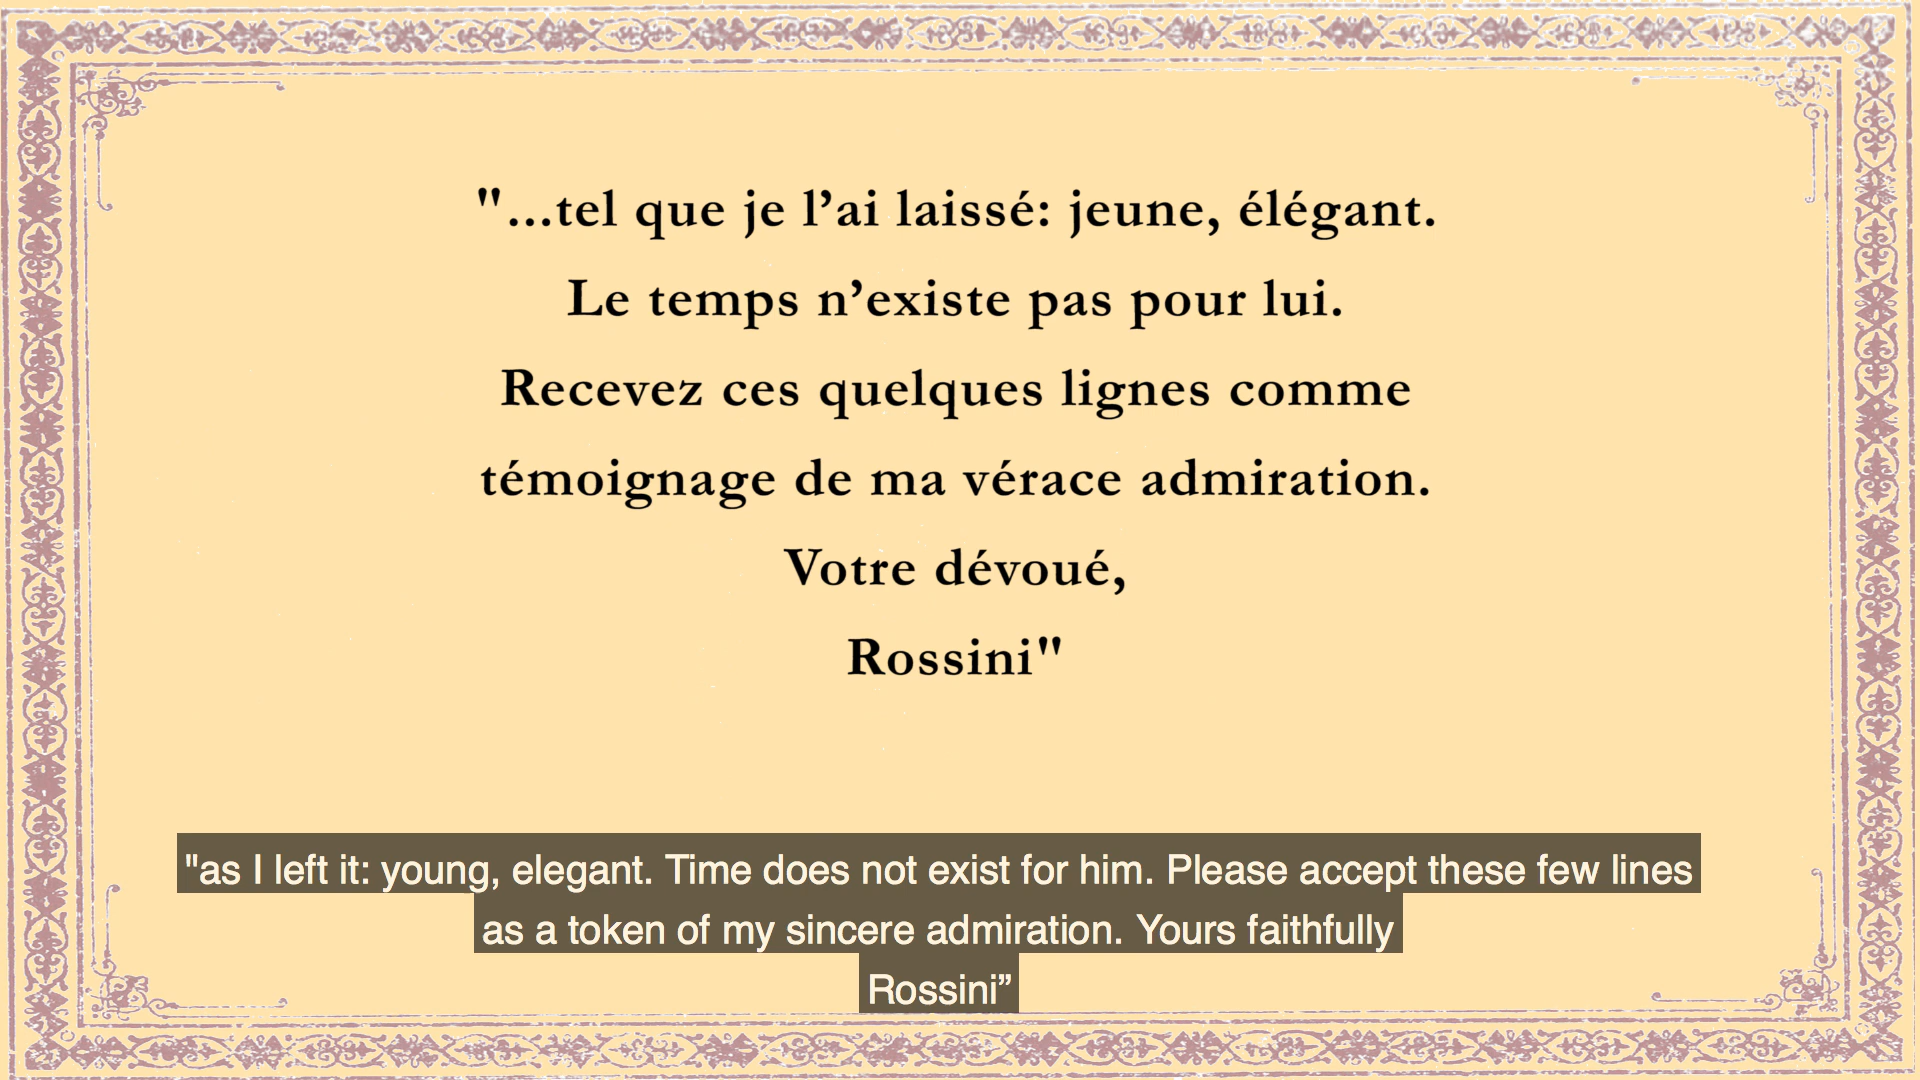 "...tel que je l’ai laissé: jeune, élégant.
Le temps n’existe pas pour lui.
Recevez ces quelques lignes comme
témoignage de ma vérace admiration.
Votre dévoué,
Rossini"
"as I left it: young, elegant. Time does not exist for him. Please accept these few lines
as a token of my sincere admiration. Yours faithfully
Rossini”